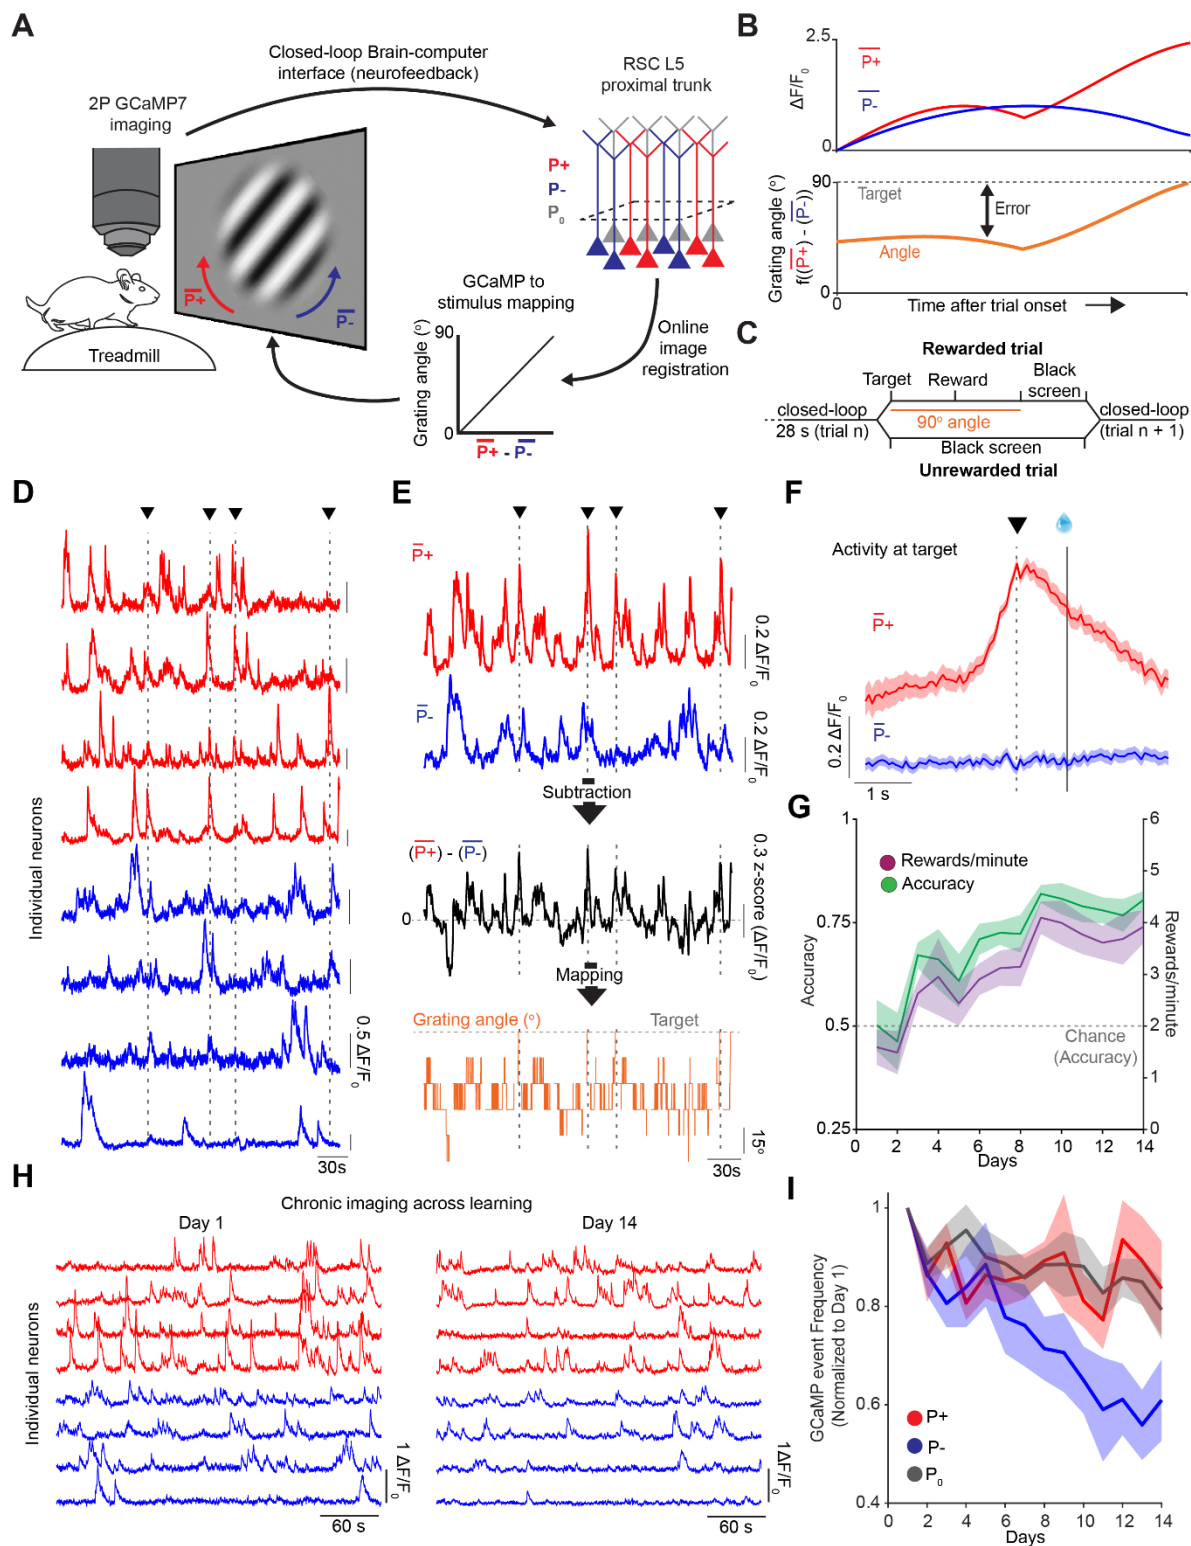 A
Closed-loop Brain-computer
interface (neurofeedback)
2P GCaMP7
imaging
RSC L5
proximal trunk
P+
P-
P0
P+
P-
Treadmill
GCaMP to
stimulus mapping
Grating angle (°)
90
0
P+ - P-
Online
image
registration
B
2.5
ΔF/F0
0
P+
P-
Grating angle (°)
f((P+) - (P-))
90
Target
Error
Angle
0
0
Time after trial onset
C
Rewarded trial
Target
Reward
Black
screen
closed-loop
28 s (trial n)
90° angle
closed-loop
(trial n + 1)
Black screen
Unrewarded trial
D
Individual neurons
0.5 ΔF/F0
30s
E
P+
0.2 ΔF/F0
P-
0.2 ΔF/F0
Subtraction
(P+) - (P-)
0
0.3 z-score (ΔF/F0)
Mapping
Grating angle (°)
Target
15°
30s
F
Activity at target
P+
P-
0.2 ΔF/F0
1 s
G
1
0.75
0.5
0.25
Accuracy
Rewards/minute
Accuracy
Chance
(Accuracy)
6
5
4
3
2
1
0
Rewards/minute
0 2 4 6 8 10 12 14
Days
H
Chronic imaging across learning
Day 1
Day 14
Individual neurons
1 ΔF/F0
60 s
1ΔF/F0
60 s
I
1
0.8
0.6
0.4
GCaMP event Frequency
(Normalized to Day 1)
P+
P-
P0
0 2 4 6 8 10 12 14
Days